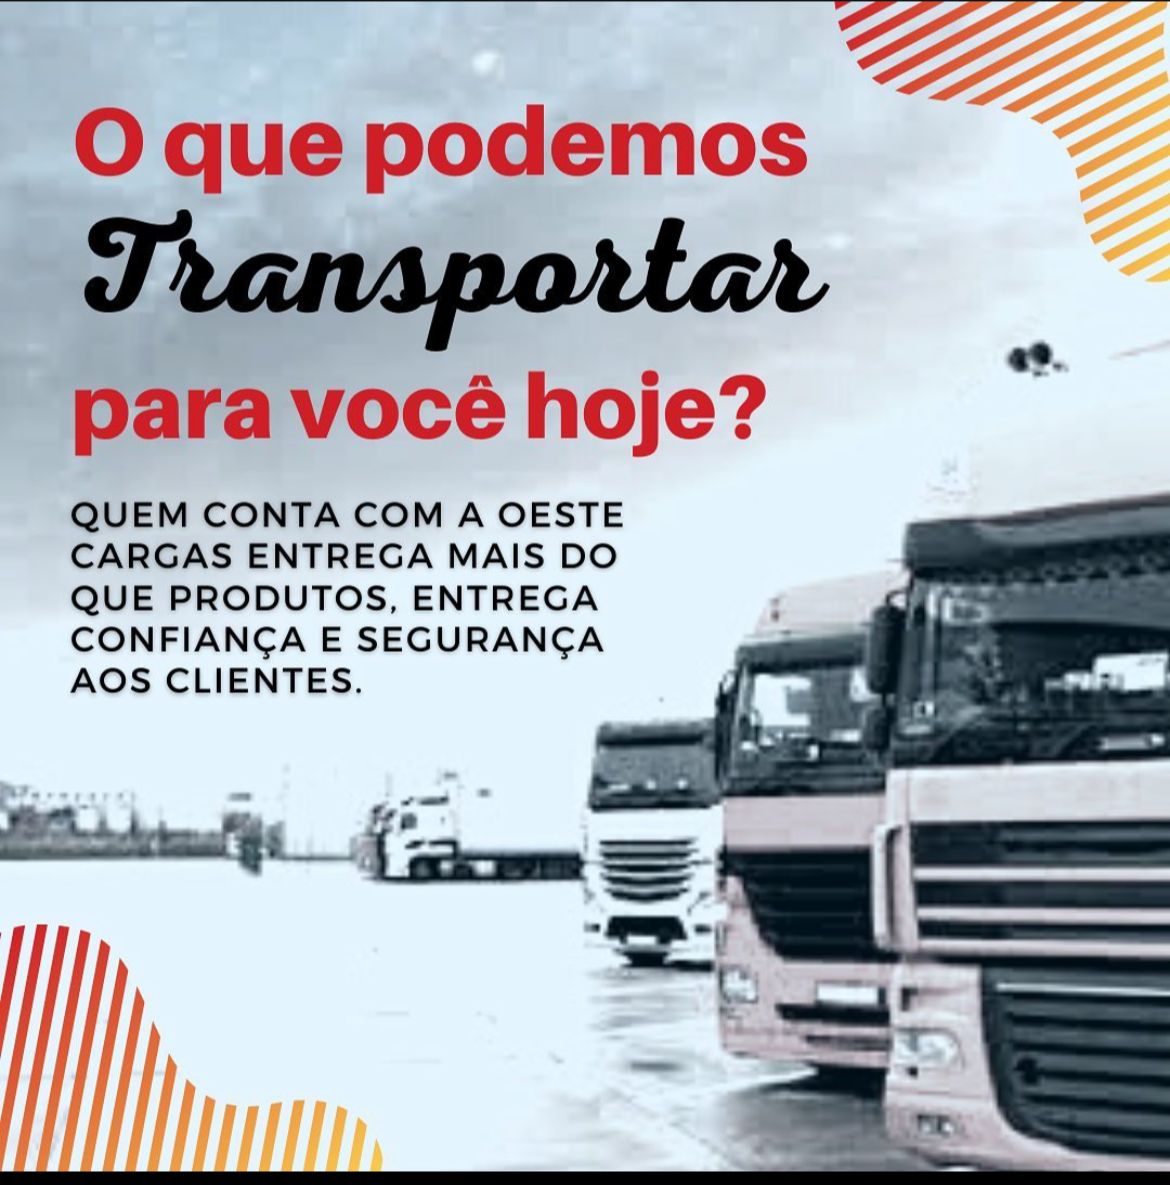 O que podemos
Transportar
para você hoje?
QUEM CONTA COM A OESTE
CARGAS ENTREGA MAIS DO
QUE PRODUTOS, ENTREGA
CONFIANÇA E SEGURANÇA
AOS CLIENTES.